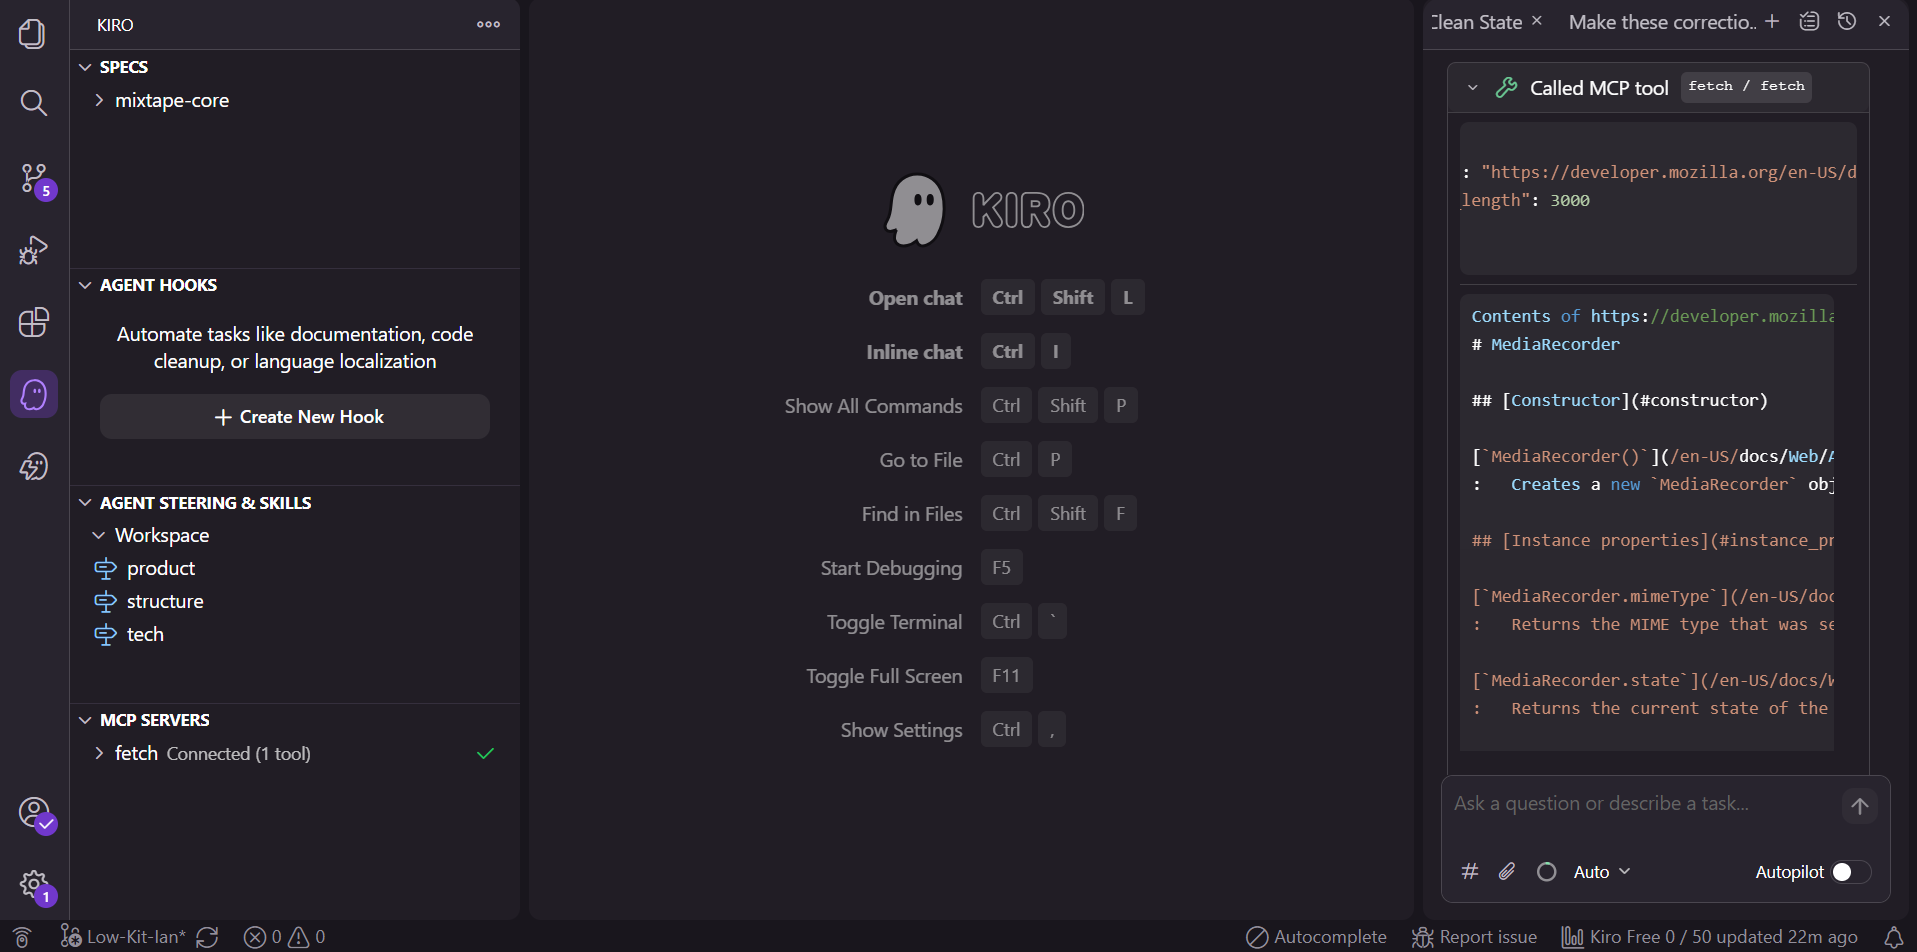 KIRO
SPECS
mixtape-core
5
AGENT HOOKS
Automate tasks like documentation, code
cleanup, or language localization
Create New Hook
AGENT STEERING & SKILLS
Workspace
product
structure
tech
MCP SERVERS
fetch Connected (1 tool)
1
KIRO
Open chat Ctrl Shift L
Inline chat Ctrl I
Show All Commands Ctrl Shift P
Go to File Ctrl P
Find in Files Ctrl Shift F
Start Debugging F5
Toggle Terminal Ctrl `
Toggle Full Screen F11
Show Settings Ctrl ,
Clean State Make these correctio..
Called MCP tool fetch / fetch
: "https://developer.mozilla.org/en-US/d
length": 3000
Contents of https://developer.mozilla
# MediaRecorder
## [Constructor](#constructor)
[`MediaRecorder()`](/en-US/docs/Web/A
: Creates a new `MediaRecorder` obj
## [Instance properties](#instance_pr
[`MediaRecorder.mimeType`](/en-US/doc
: Returns the MIME type that was se
[`MediaRecorder.state`](/en-US/docs/W
: Returns the current state of the
Ask a question or describe a task...
# Auto Autopilot
Low-Kit-Ian* 0 0 Autocomplete Report issue Kiro Free 0 / 50 updated 22m ago